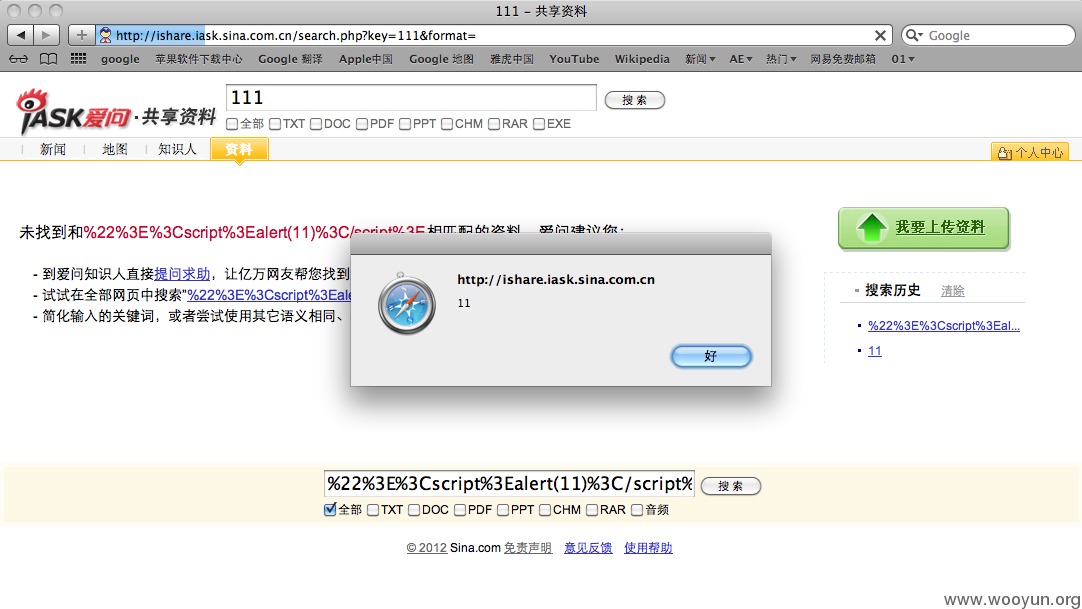 111 - 共享资料
http://ishare.iask.sina.com.cn/search.php?key=111&format=
Google
google 苹果软件下载中心 Google 翻译 Apple中国 Google 地图 雅虎中国 YouTube Wikipedia 新闻 AE 热门 网易免费邮箱 01
iASK爱问·共享资料
111
搜 索
全部 TXT DOC PDF PPT CHM RAR EXE
新闻 地图 知识人 资料
个人中心
未找到和%22%3E%3Cscript%3Ealert(11)%3C/script%3E相匹配的资料，爱问建议您:
- 到爱问知识人直接提问求助，让亿万网友帮您找到
- 试试在全部网页中搜索"%22%3E%3Cscript%3Eale
- 简化输入的关键词，或者尝试使用其它语义相同、
http://ishare.iask.sina.com.cn
11
好
我要上传资料
搜索历史 清除
%22%3E%3Cscript%3Eal...
11
%22%3E%3Cscript%3Ealert(11)%3C/script%
搜 索
全部 TXT DOC PDF PPT CHM RAR 音频
© 2012 Sina.com 免责声明 意见反馈 使用帮助
www.wooyun.org